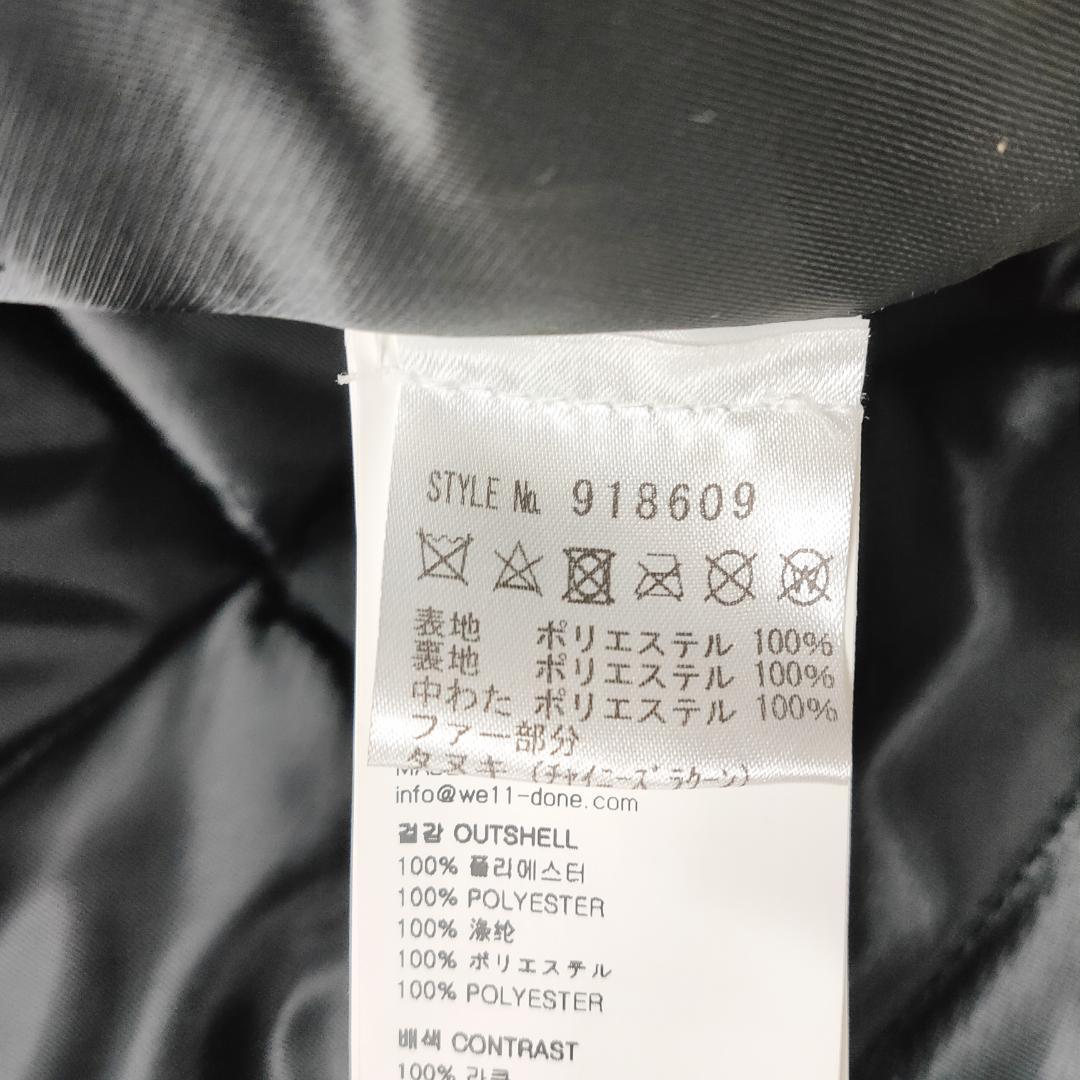 STYLE № 918609
表地 ポリエステル 100%
裏地 ポリエステル 100%
中わた ポリエステル 100%
ファー部分
タヌキ (チャイニーズラクーン)
info@we11-done.com
겉감 OUTSHELL
100% 폴리에스터
100% POLYESTER
100% 涤纶
100% ポリエステル
100% POLYESTER
배색 CONTRAST
100% 라쿤